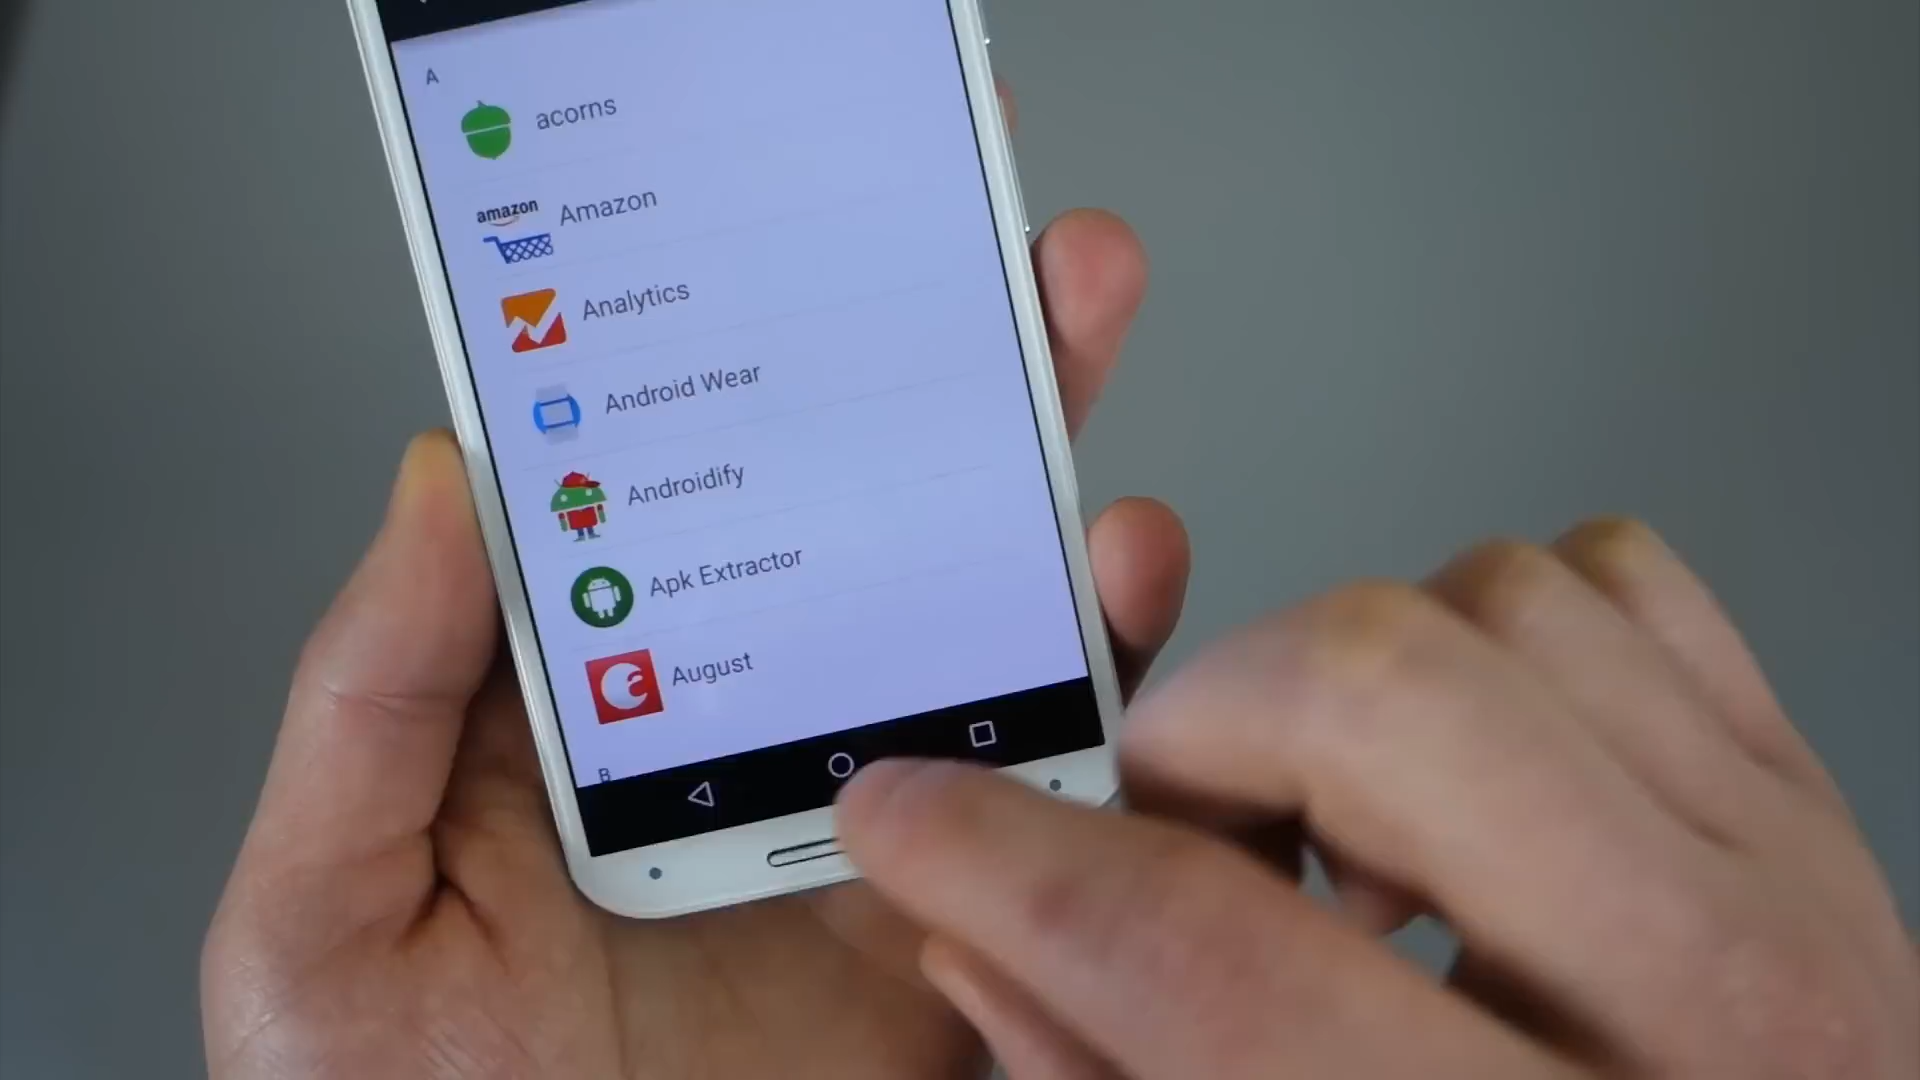 A
acorns
amazon
Amazon
Analytics
Android Wear
Androidify
Apk Extractor
a
August
B